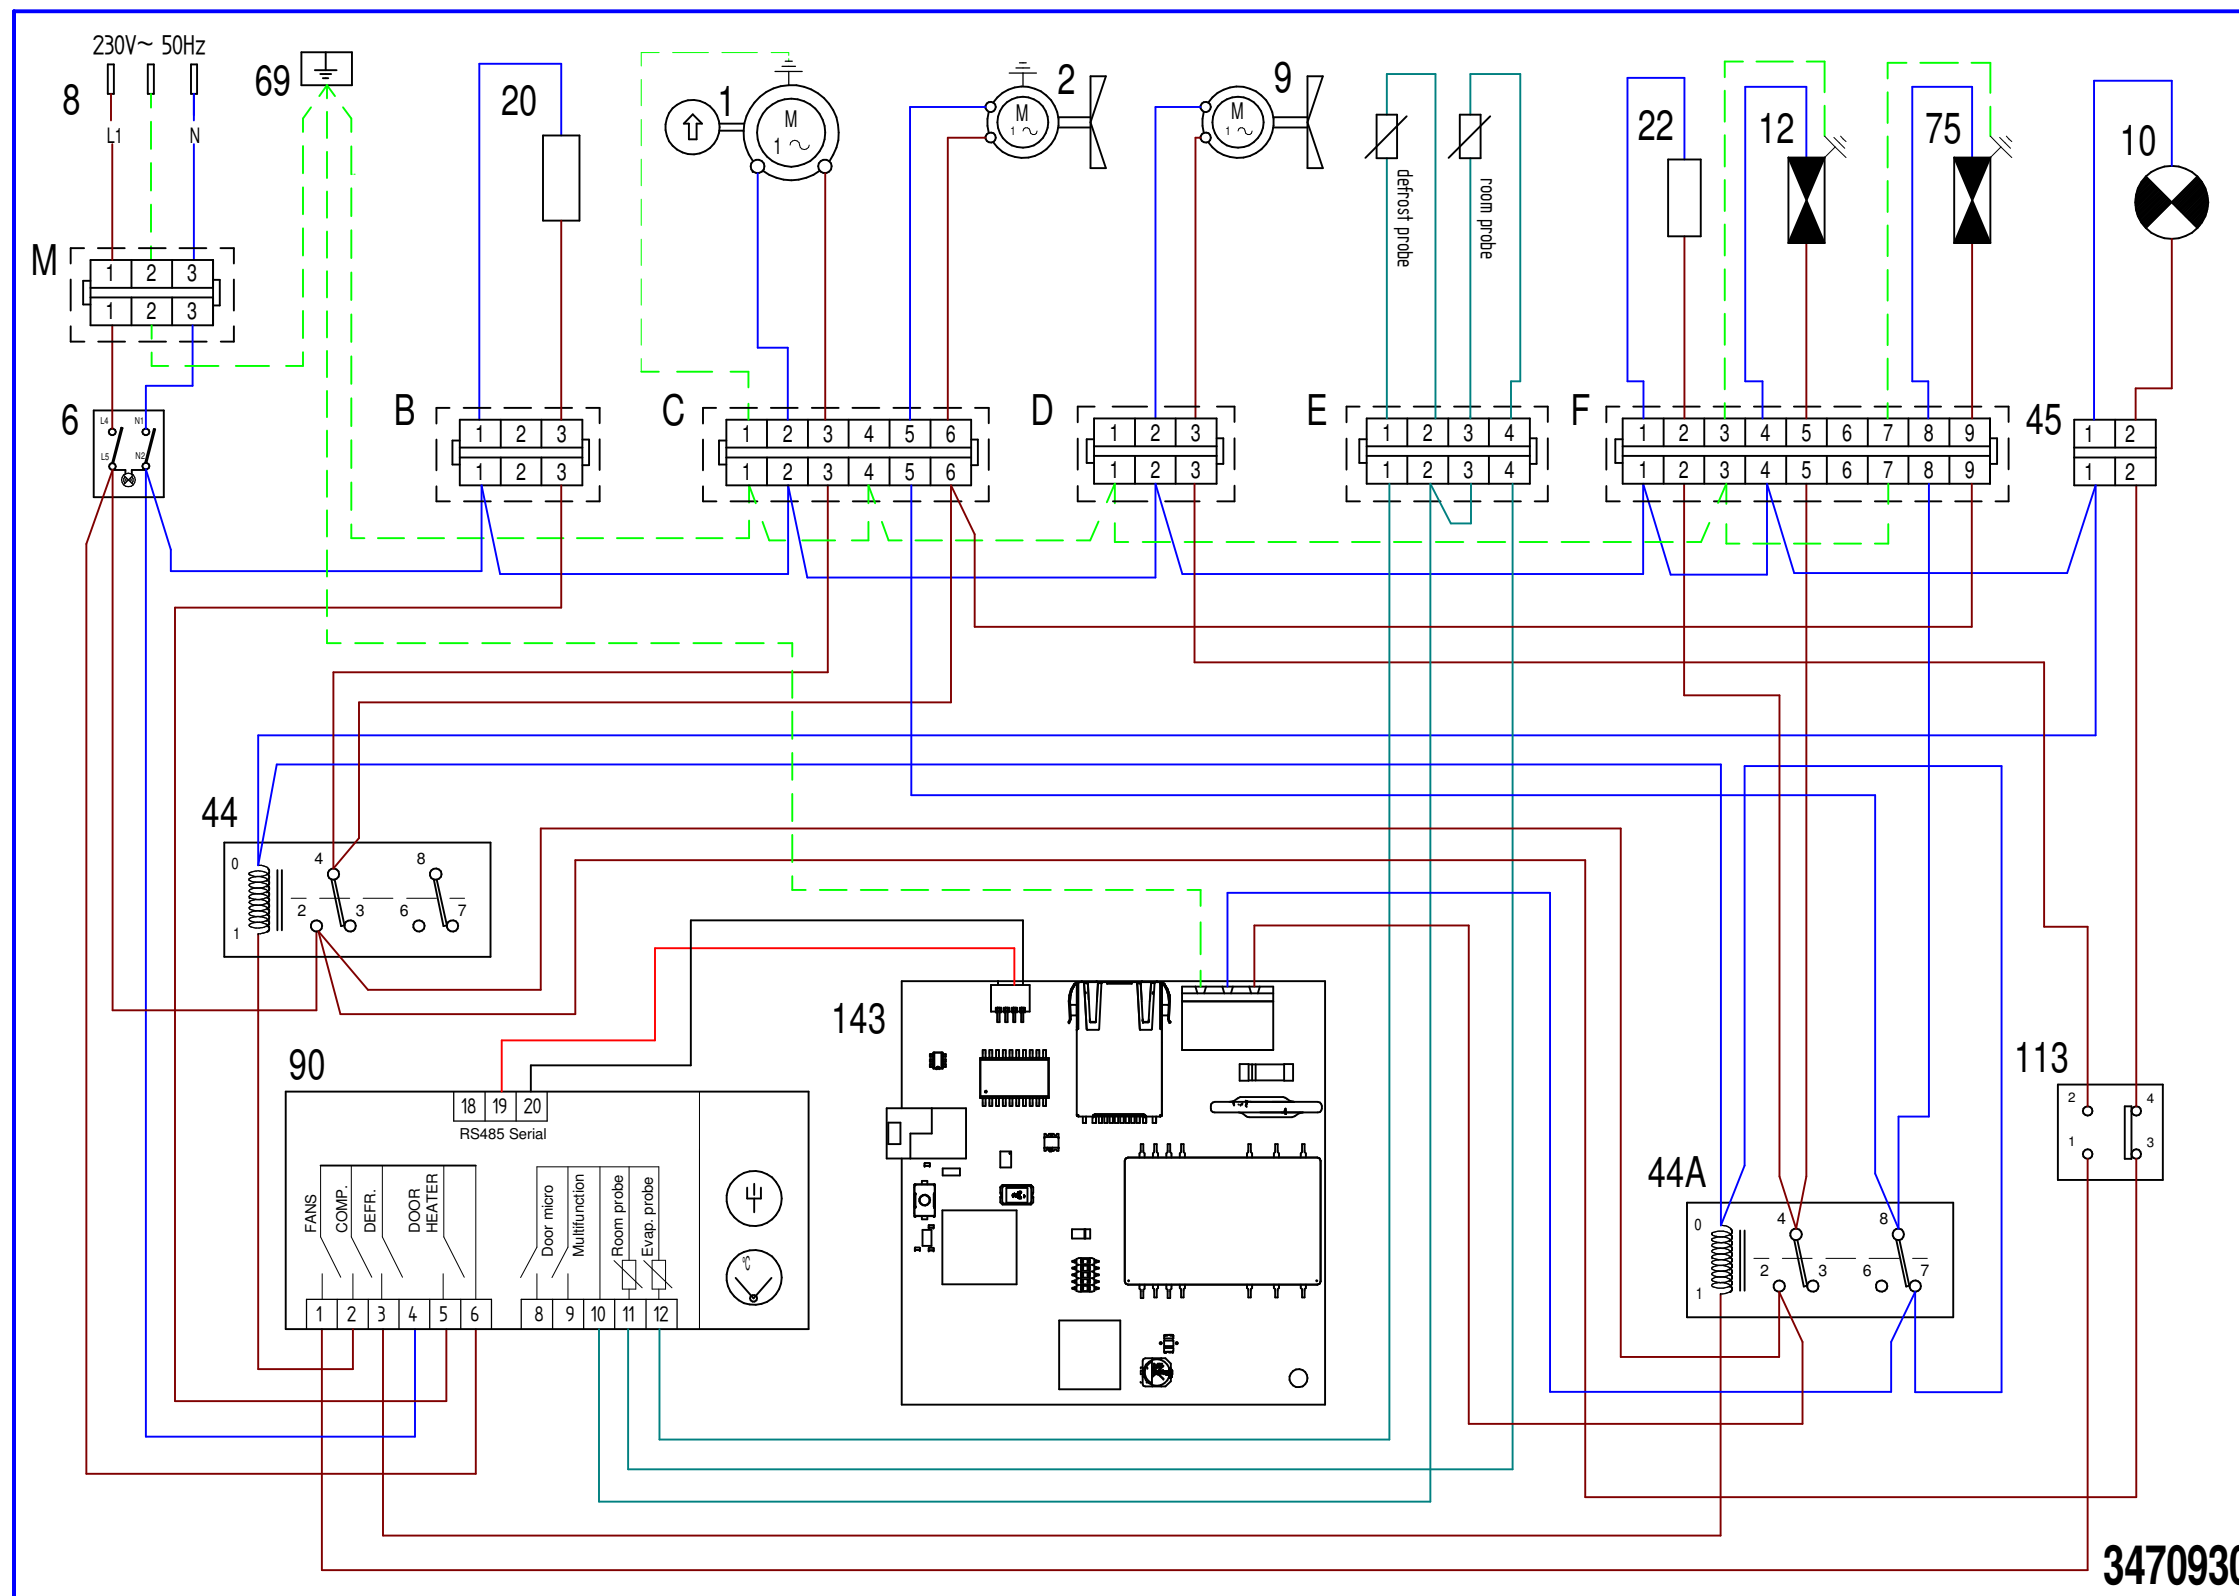 230V~ 50Hz
8
L1
N
69
20
1
M
1 ~
2
M
1 ~
9
M
1 ~
defrost probe
room probe
22
12
75
10
M
1 2 3
1 2 3
6
L4 N1
L5 N2
B
1 2 3
1 2 3
C
1 2 3 4 5 6
1 2 3 4 5 6
D
1 2 3
1 2 3
E
1 2 3 4
1 2 3 4
F
1 2 3 4 5 6 7 8 9
1 2 3 4 5 6 7 8 9
45
1 2
1 2
44
0 4 8
2 3 6 7
1
143
90
18 19 20
RS485 Serial
FANS
COMP.
DEFR.
DOOR
HEATER
Door micro
Multifunction
Room probe
Evap. probe
°C
1 2 3 4 5 6
8 9 10 11 12
113
2 4
1 3
44A
0 4 8
2 3 6 7
1